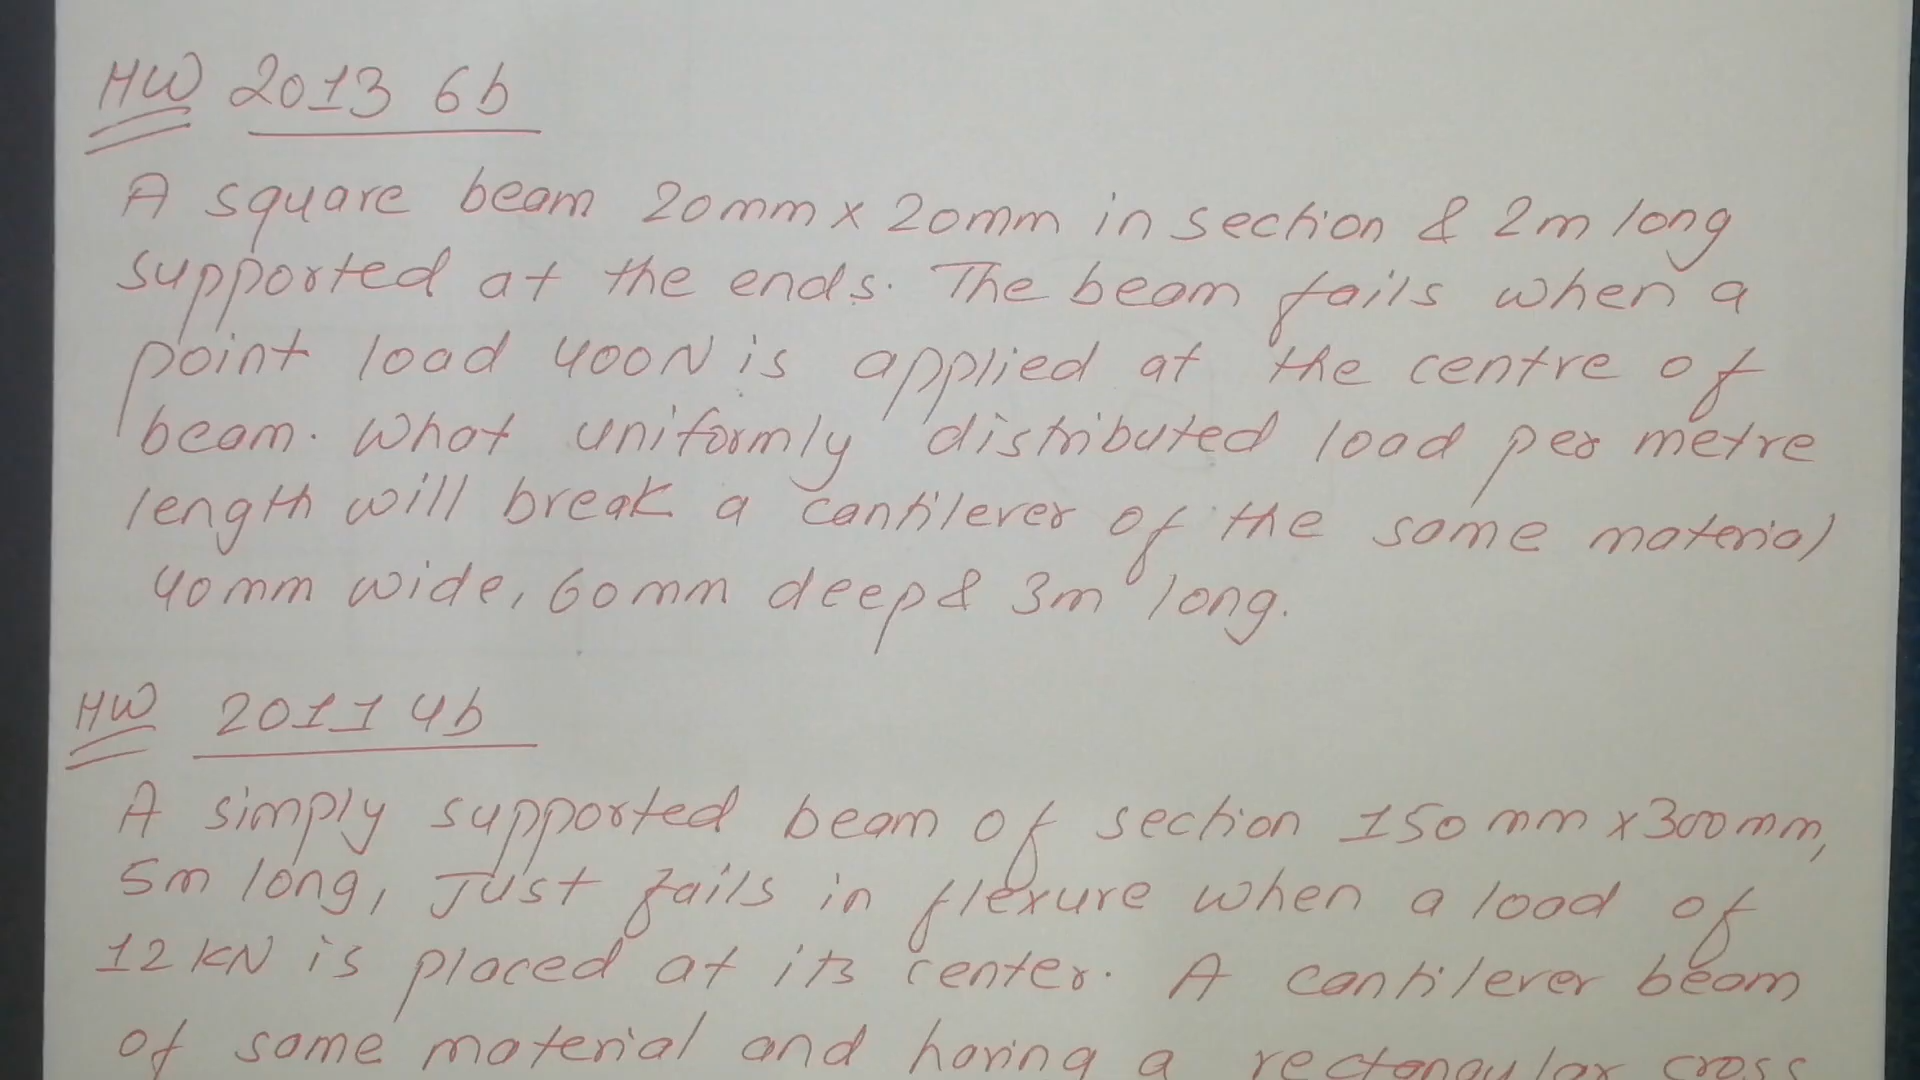 HW 2013 6b
A square beam 20mm x 20mm in section & 2m long
supported at the ends. The beam fails when a
point load 400N is applied at the centre of
beam. What uniformly distributed load per metre
length will break a cantilever of the same material
40mm wide, 60mm deep & 3m long.
HW 2011 4b
A simply supported beam of section 150mm x 300mm,
5m long, Just fails in flexure when a load of
12 KN is placed at its center. A cantilever beam
of same material and having a rectangular cross